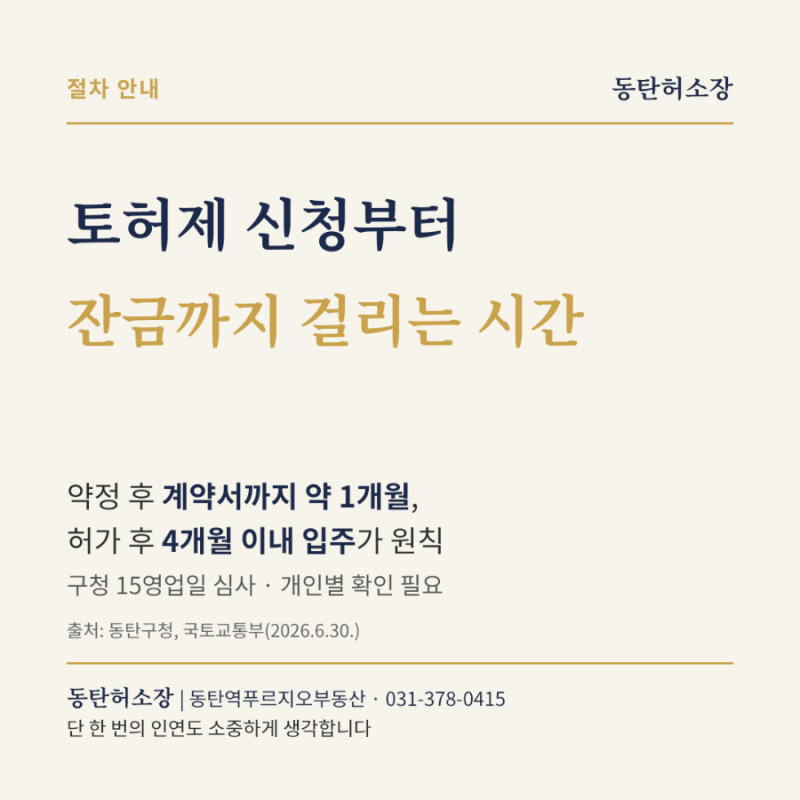 절차 안내
동탄허소장
토허제 신청부터
잔금까지 걸리는 시간
약정 후 계약서까지 약 1개월,
허가 후 4개월 이내 입주가 원칙
구청 15영업일 심사 · 개인별 확인 필요
출처: 동탄구청, 국토교통부(2026.6.30.)
동탄허소장 | 동탄역푸르지오부동산 · 031-378-0415
단 한 번의 인연도 소중하게 생각합니다